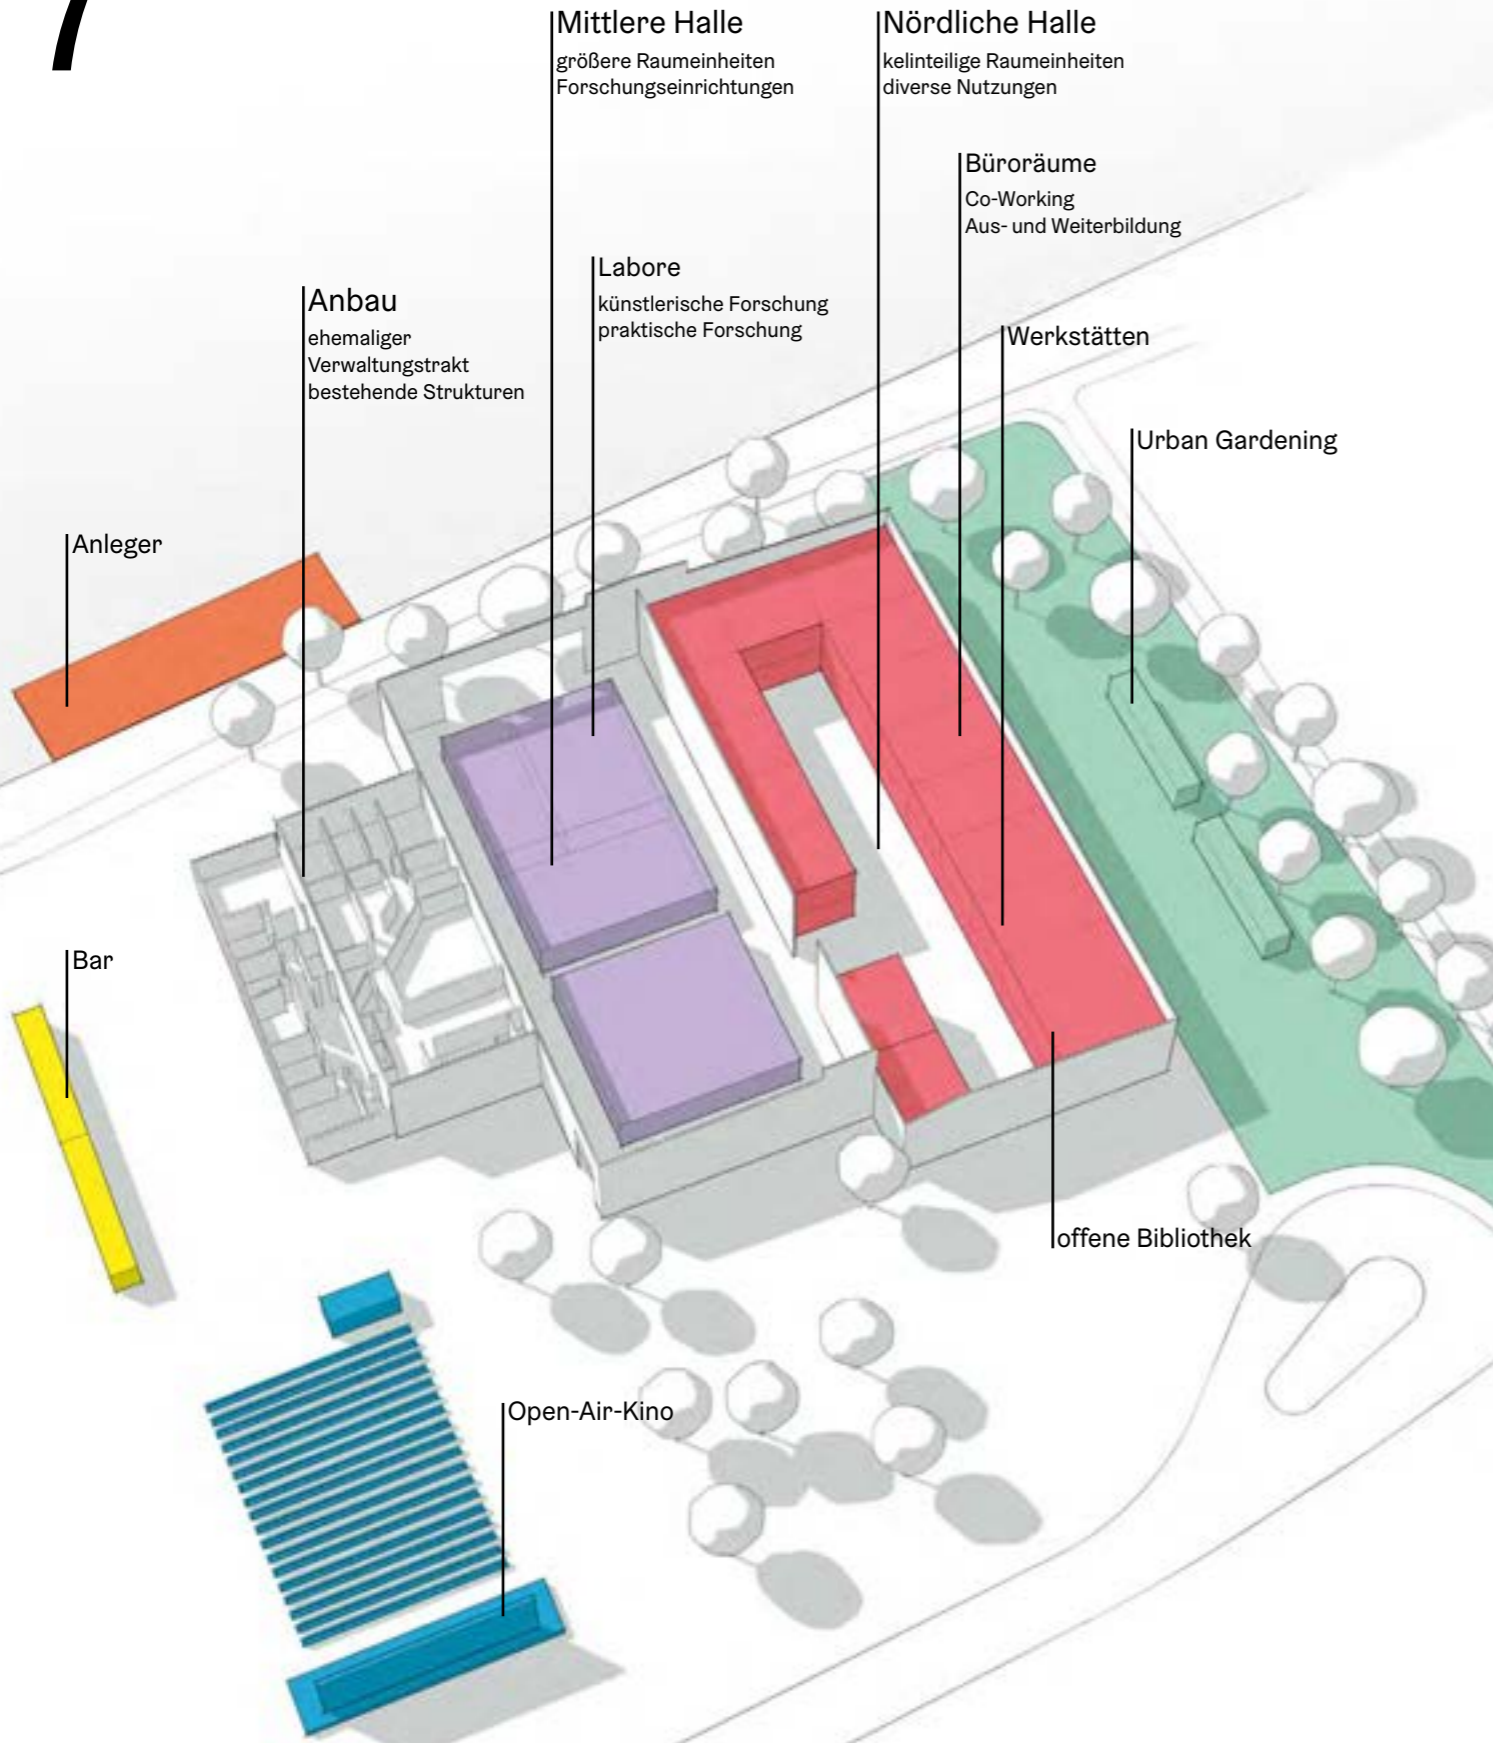 7
Mittlere Halle
größere Raumeinheiten
Forschungseinrichtungen
Nördliche Halle
kelinteilige Raumeinheiten
diverse Nutzungen
Büroräume
Co-Working
Aus- und Weiterbildung
Labore
künstlerische Forschung
praktische Forschung
Anbau
ehemaliger
Verwaltungstrakt
bestehende Strukturen
Werkstätten
Urban Gardening
Anleger
Bar
offene Bibliothek
Open-Air-Kino